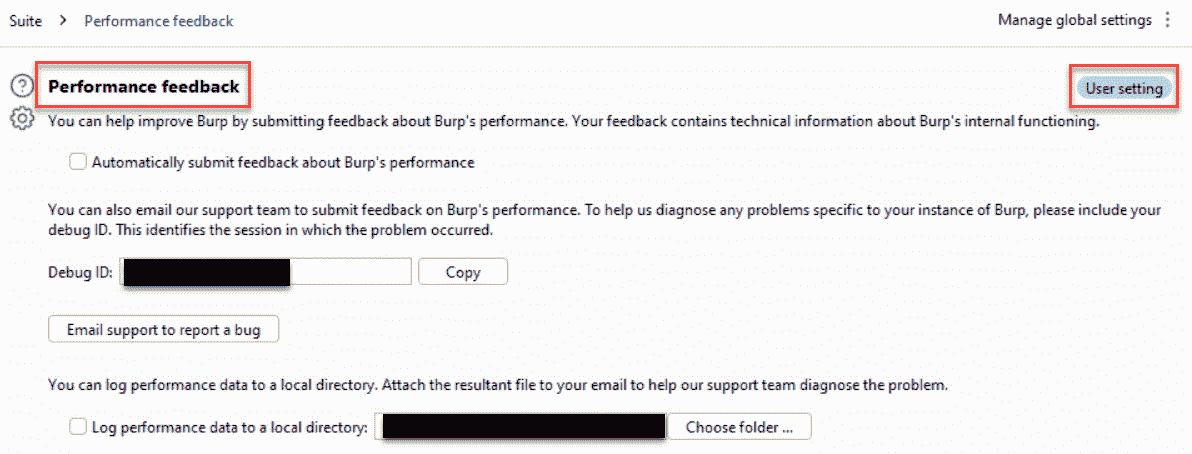 Suite > Performance feedback
Manage global settings
Performance feedback
User setting
You can help improve Burp by submitting feedback about Burp's performance. Your feedback contains technical information about Burp's internal functioning.
Automatically submit feedback about Burp's performance
You can also email our support team to submit feedback on Burp's performance. To help us diagnose any problems specific to your instance of Burp, please include your
debug ID. This identifies the session in which the problem occurred.
Debug ID:
Copy
Email support to report a bug
You can log performance data to a local directory. Attach the resultant file to your email to help our support team diagnose the problem.
Log performance data to a local directory:
Choose folder ...